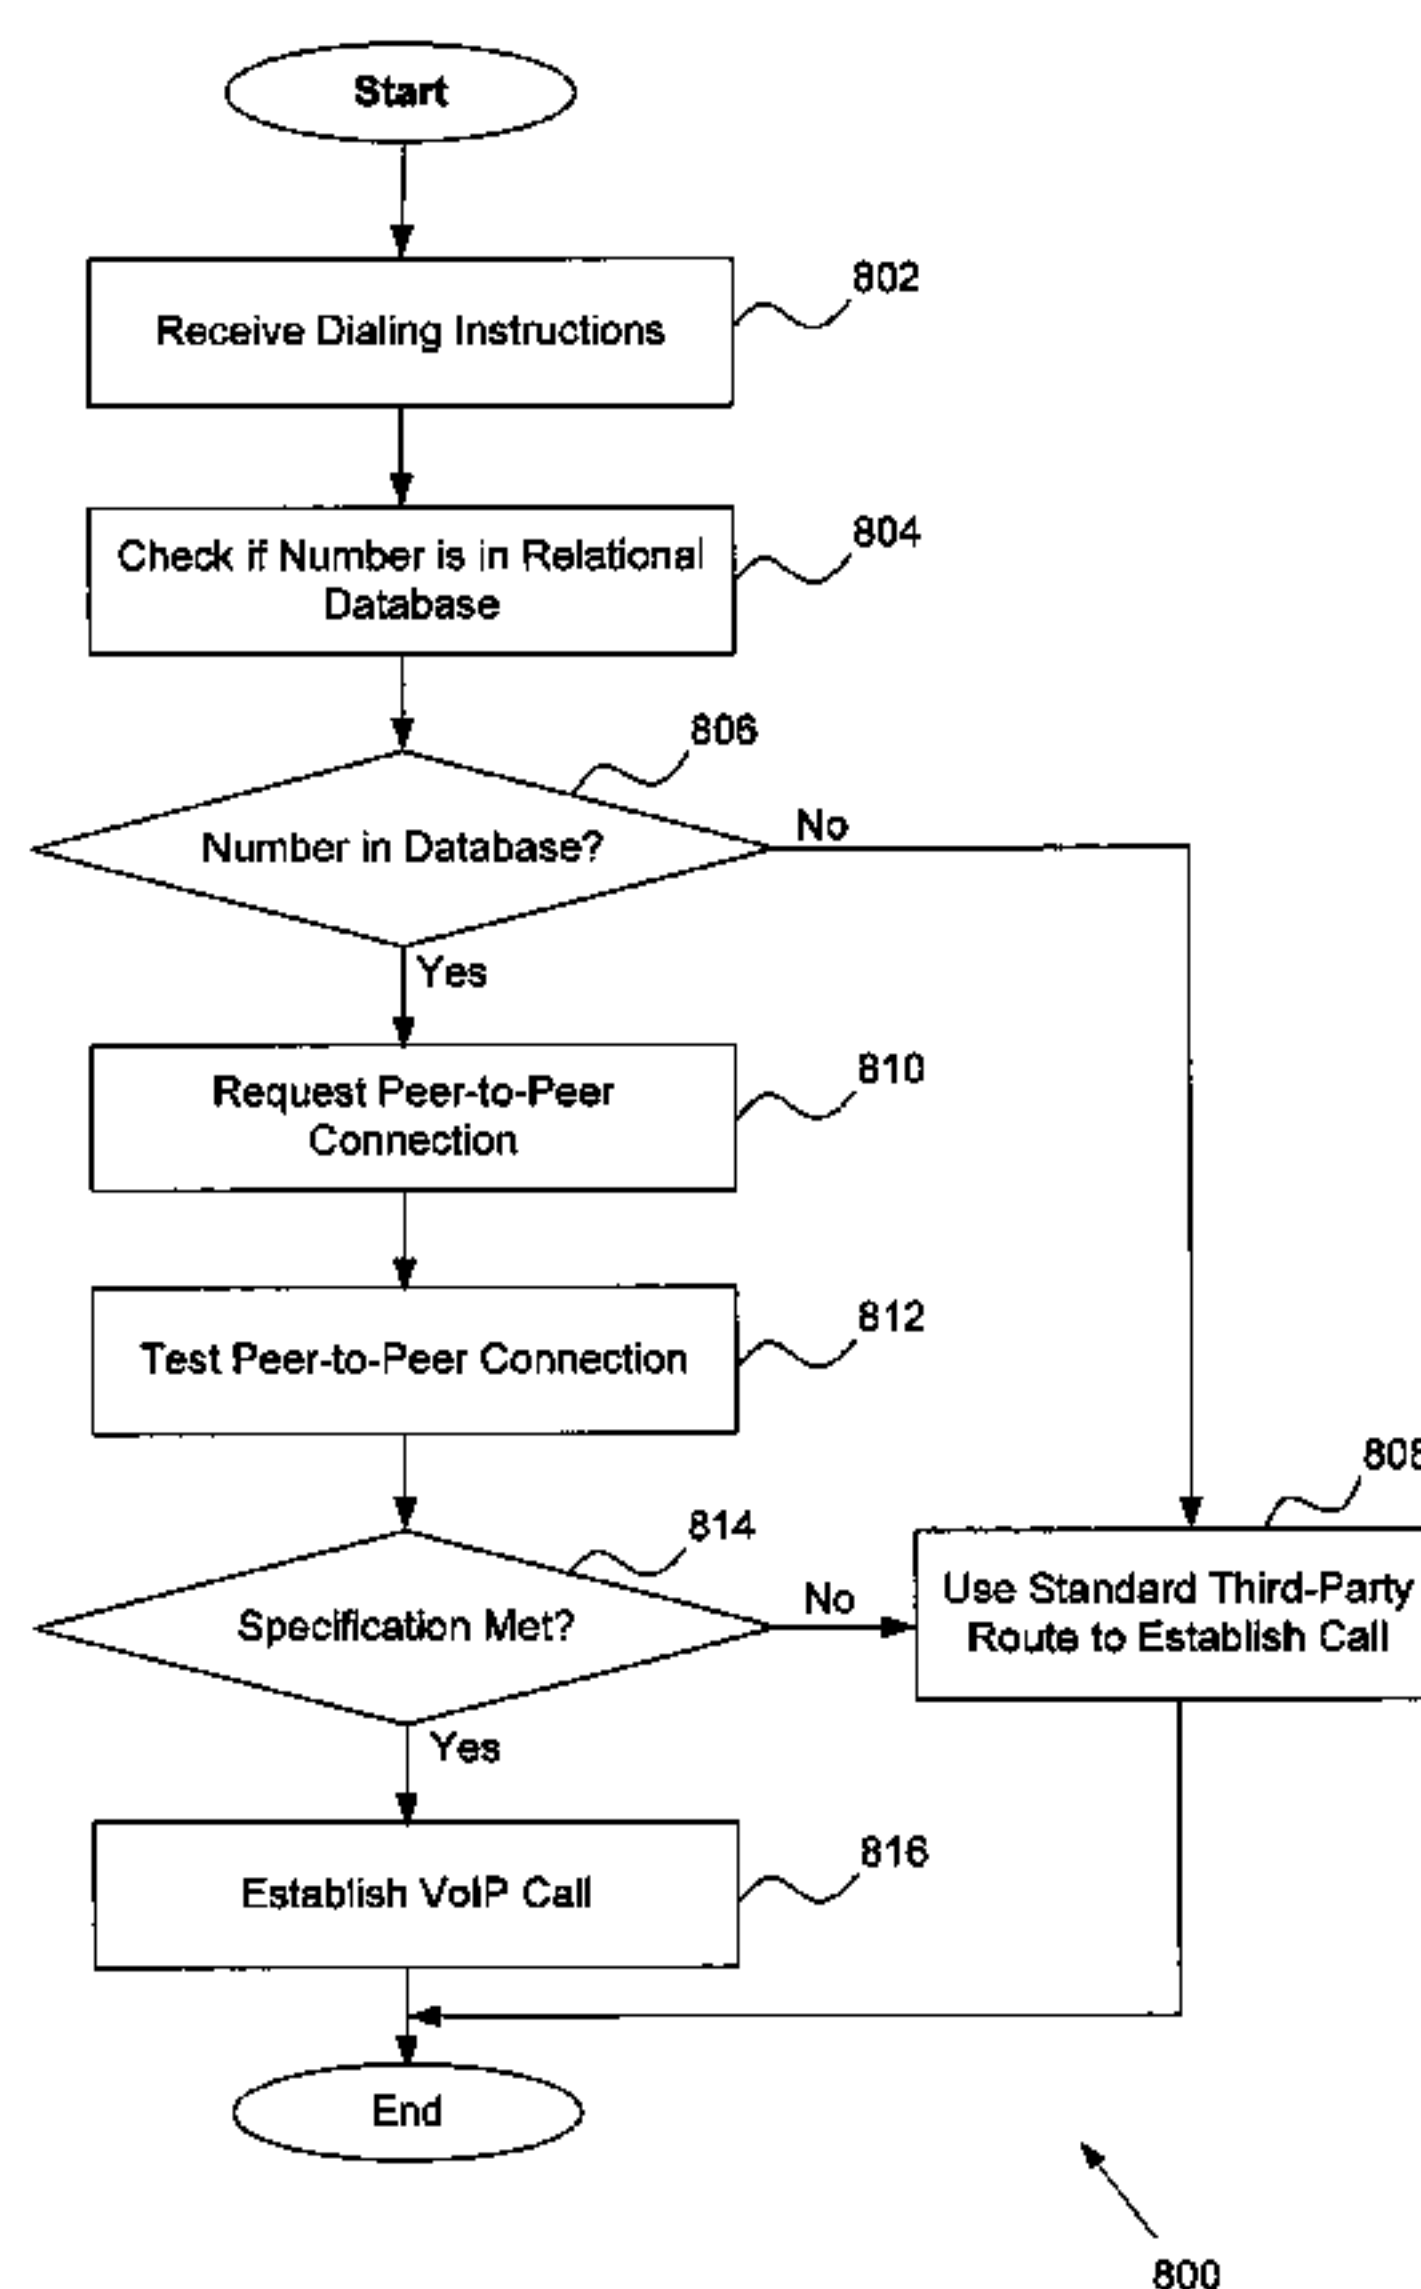 Start
Receive Dialing Instructions
802
Check if Number is in Relational
Database
804
806
Number in Database?
No
Yes
Request Peer-to-Peer
Connection
810
Test Peer-to-Peer Connection
812
814
Specification Met?
No
808
Use Standard Third-Party
Route to Establish Call
Yes
Establish VoIP Call
816
End
800